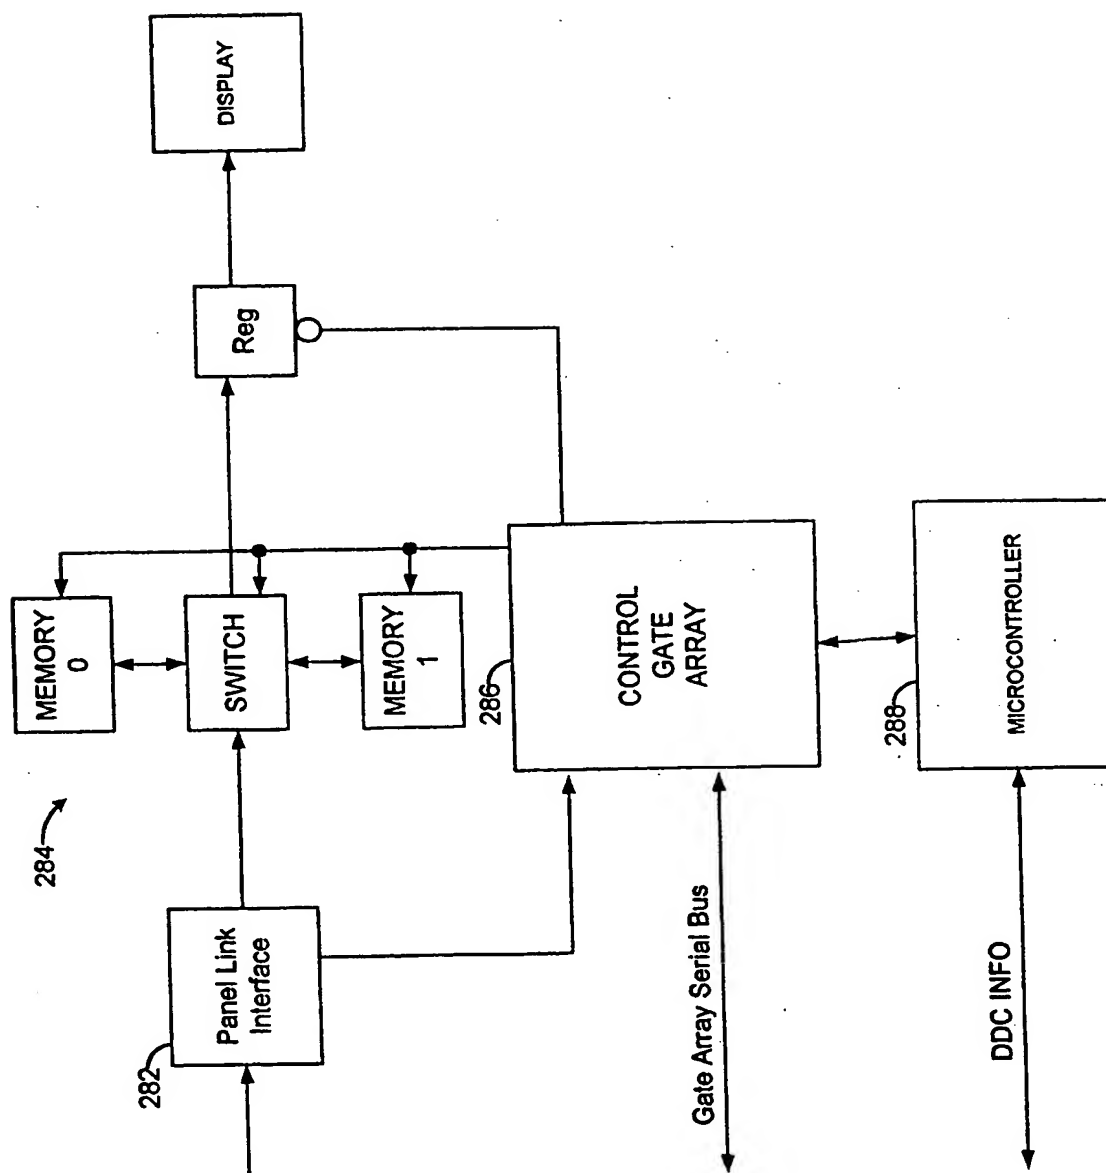 DISPLAY
Reg
MEMORY
0
SWITCH
MEMORY
1
284
Panel Link
Interface
282
286
CONTROL
GATE
ARRAY
Gate Array Serial Bus
288
MICROCONTROLLER
DDC INFO